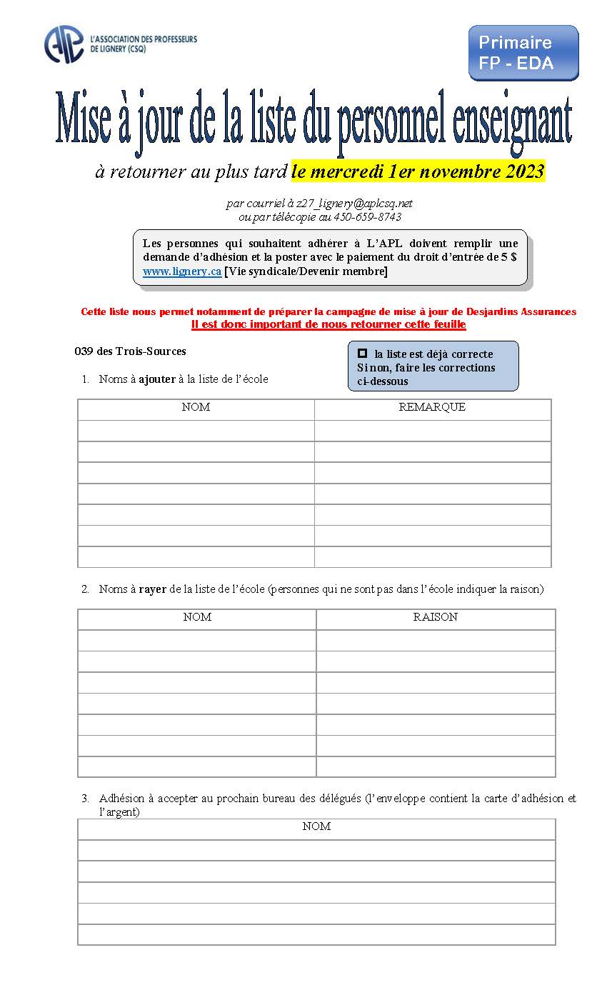 APL
L'ASSOCIATION DES PROFESSEURS
DE LIGNERY (CSQ)
Primaire
FP - EDA
Mise à jour de la liste du personnel enseignant
à retourner au plus tard le mercredi 1er novembre 2023
par courriel à z27_lignery@aplcsq.net
ou par télécopie au 450-659-8743
Les personnes qui souhaitent adhérer à L'APL doivent remplir une
demande d'adhésion et la poster avec le paiement du droit d'entrée de 5 $
www.lignery.ca [Vie syndicale/Devenir membre]
Cette liste nous permet notamment de préparer la campagne de mise à jour de Desjardins Assurances
Il est donc important de nous retourner cette feuille
039 des Trois-Sources
❑ la liste est déjà correcte
Si non, faire les corrections
ci-dessous
1. Noms à ajouter à la liste de l'école
NOM REMARQUE
2. Noms à rayer de la liste de l'école (personnes qui ne sont pas dans l'école indiquer la raison)
NOM RAISON
3. Adhésion à accepter au prochain bureau des délégués (l'enveloppe contient la carte d'adhésion et
l'argent)
NOM